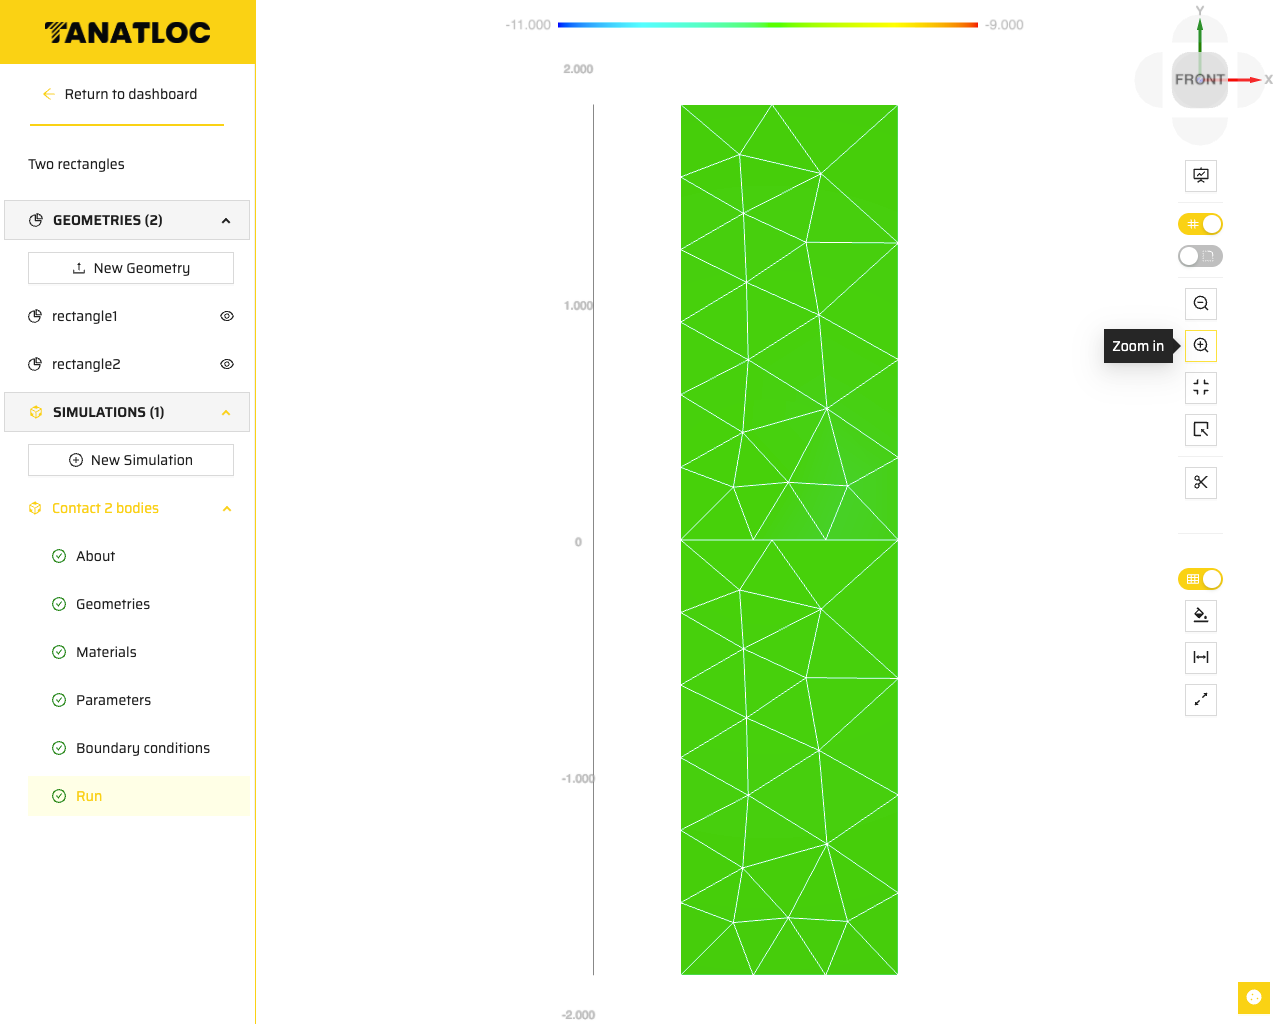 TANATLOC
Return to dashboard
Two rectangles
GEOMETRIES (2)
New Geometry
rectangle1
rectangle2
SIMULATIONS (1)
New Simulation
Contact 2 bodies
About
Geometries
Materials
Parameters
Boundary conditions
Run
-11.000 -9.000
2.000
1.000
0
-1.000
-2.000
Y
FRONT X
Zoom in